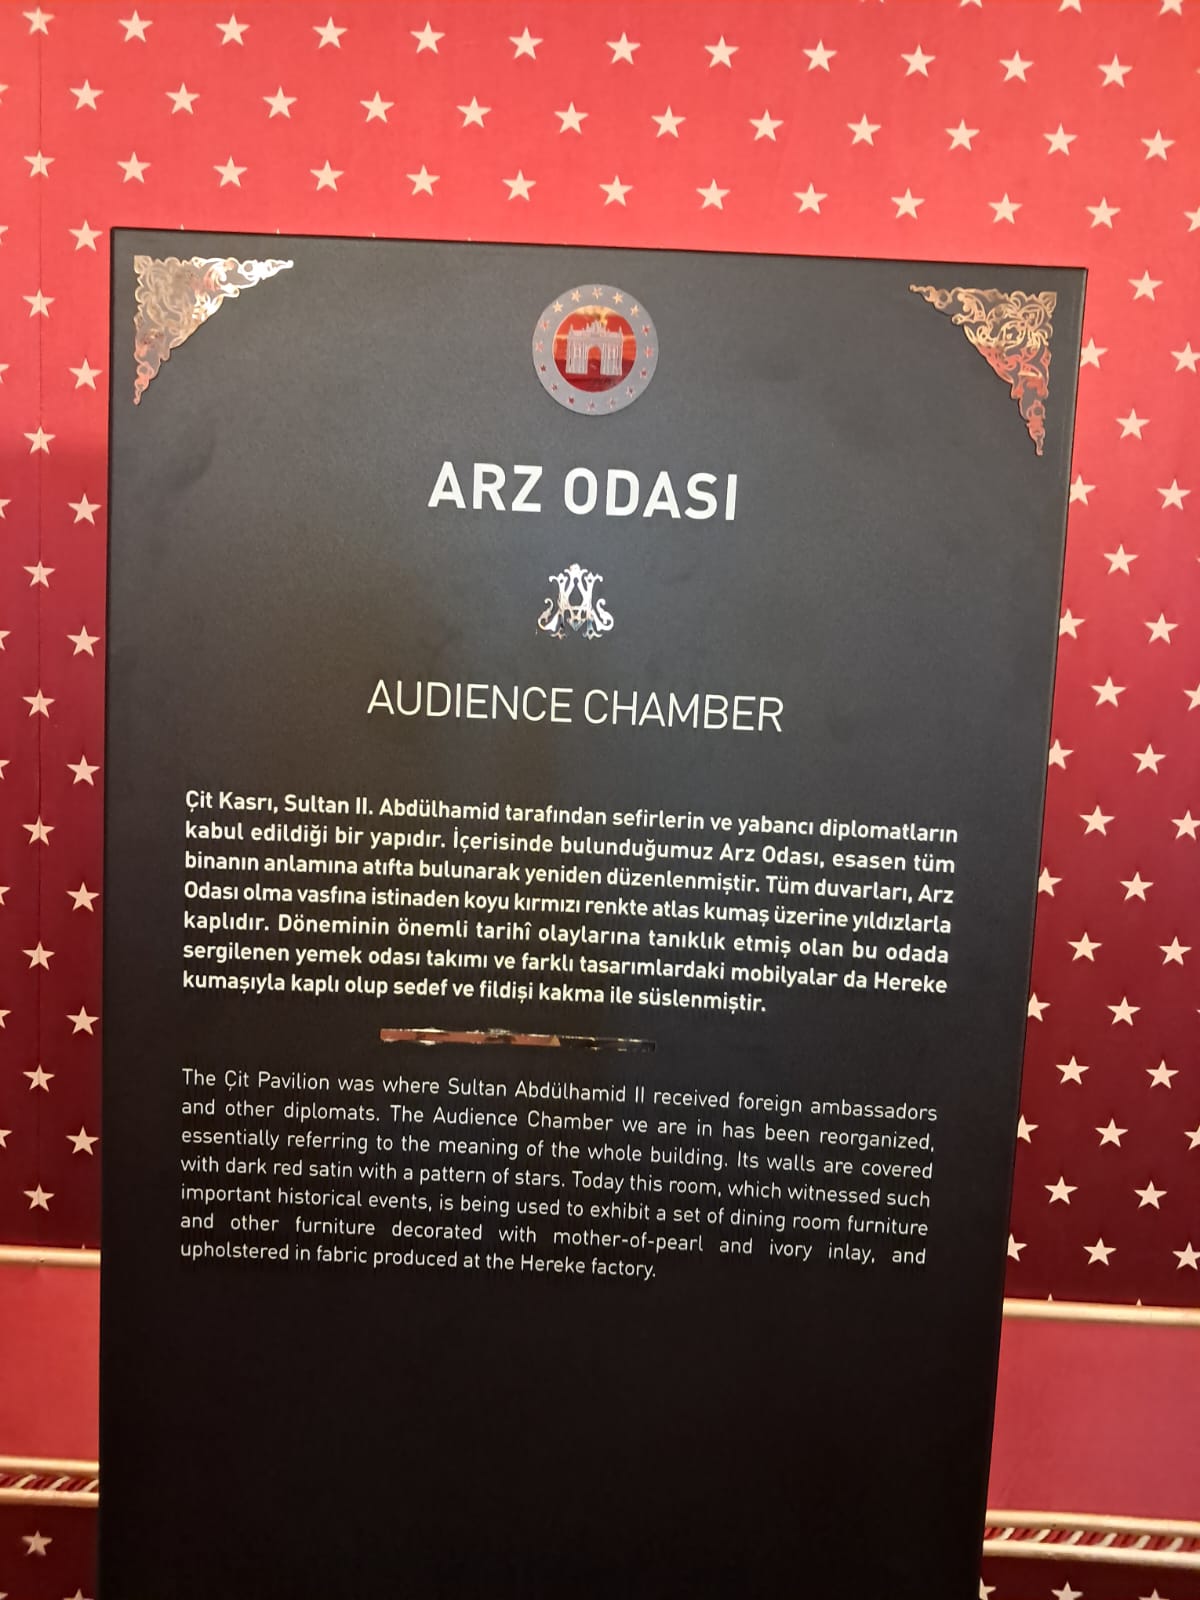 ARZ ODASI
AUDIENCE CHAMBER
Çit Kasrı, Sultan II. Abdülhamid tarafından sefirlerin ve yabancı diplomatların
kabul edildiği bir yapıdır. İçerisinde bulunduğumuz Arz Odası, esasen tüm
binanın anlamına atıfta bulunarak yeniden düzenlenmiştir. Tüm duvarları, Arz
Odası olma vasfına istinaden koyu kırmızı renkte atlas kumaş üzerine yıldızlarla
kaplıdır. Döneminin önemli tarihî olaylarına tanıklık etmiş olan bu odada
sergilenen yemek odası takımı ve farklı tasarımlardaki mobilyalar da Hereke
kumaşıyla kaplı olup sedef ve fildişi kakma ile süslenmiştir.
The Çit Pavilion was where Sultan Abdülhamid II received foreign ambassadors
and other diplomats. The Audience Chamber we are in has been reorganized,
essentially referring to the meaning of the whole building. Its walls are covered
with dark red satin with a pattern of stars. Today this room, which witnessed such
important historical events, is being used to exhibit a set of dining room furniture
and other furniture decorated with mother-of-pearl and ivory inlay, and
upholstered in fabric produced at the Hereke factory.